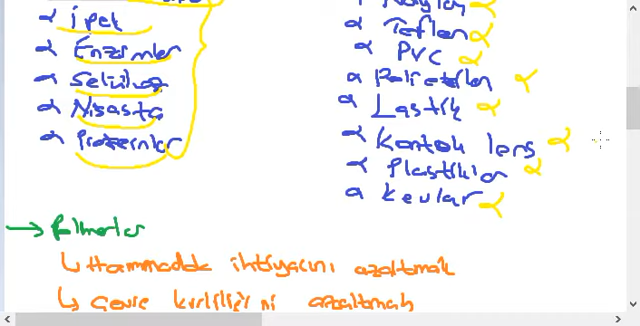 İpek
Enzimler
Selüloz
Nişasta
Proteinler
Naylon
Teflon
PVC
Polietilen
Lastik
Kontak lens
Plastikler
Kevlar
→ Polimerler
↳ Hammadde ihtiyacını azaltmak
↳ Çevre kirliliğini azaltmak